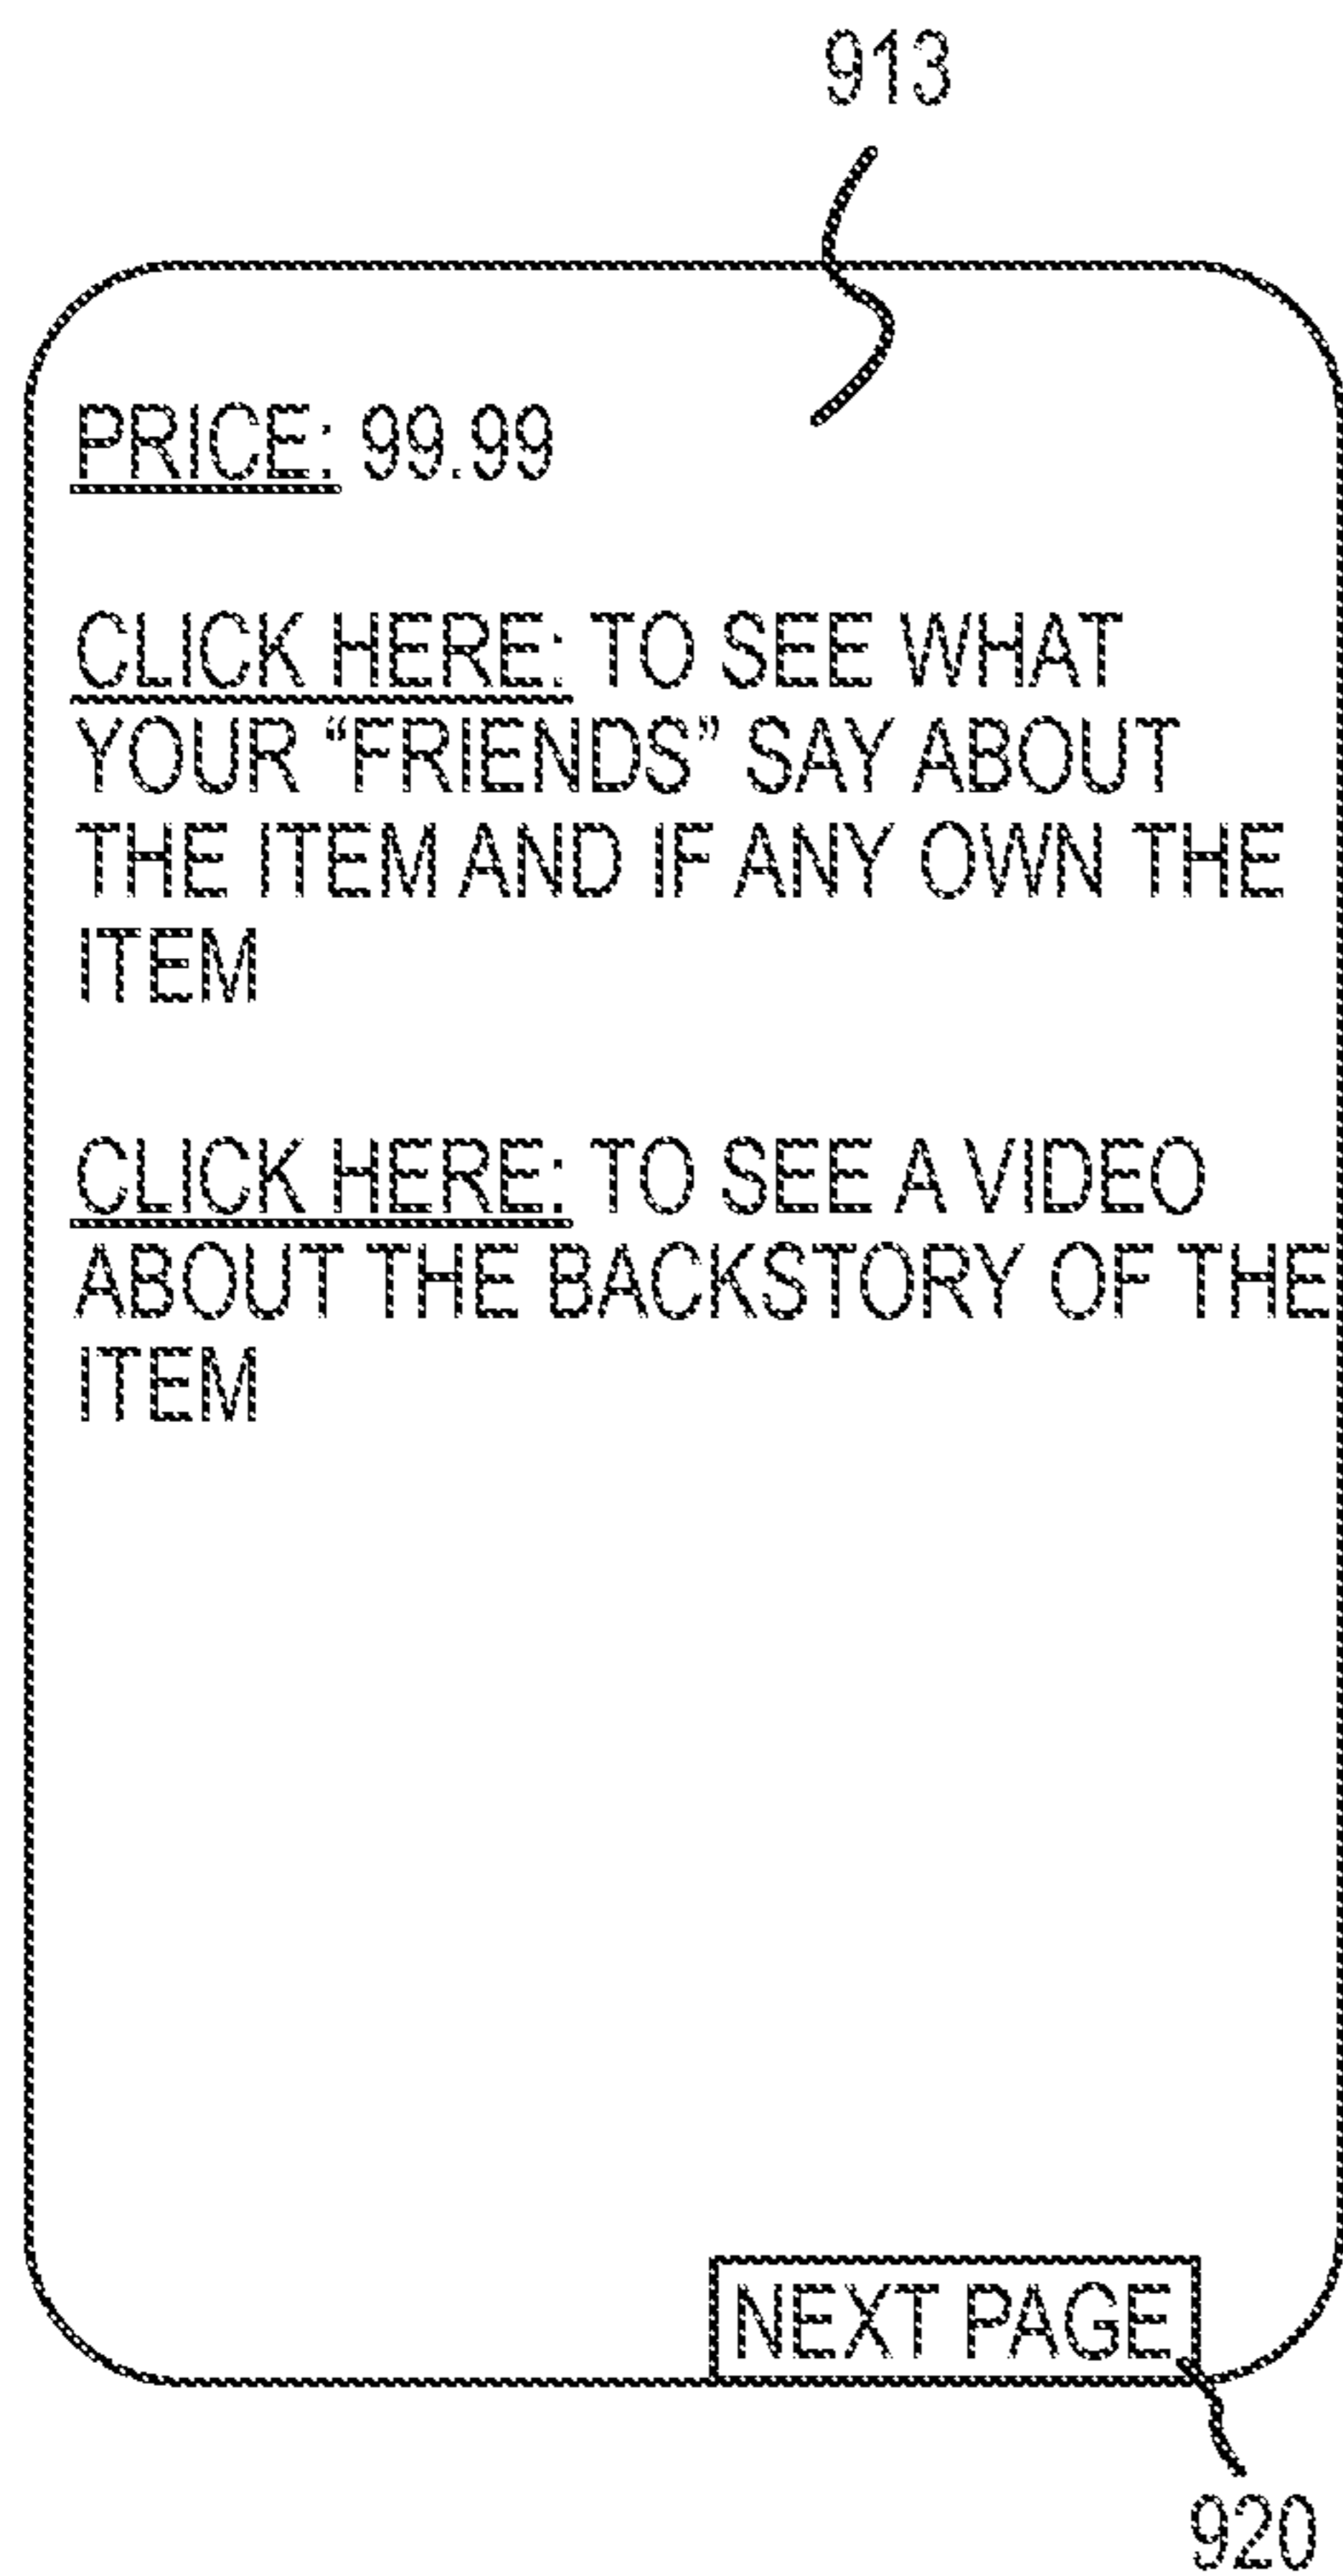 913
PRICE: 99.99
CLICK HERE: TO SEE WHAT
YOUR “FRIENDS” SAY ABOUT
THE ITEM AND IF ANY OWN THE
ITEM
CLICK HERE: TO SEE A VIDEO
ABOUT THE BACKSTORY OF THE
ITEM
NEXT PAGE
920